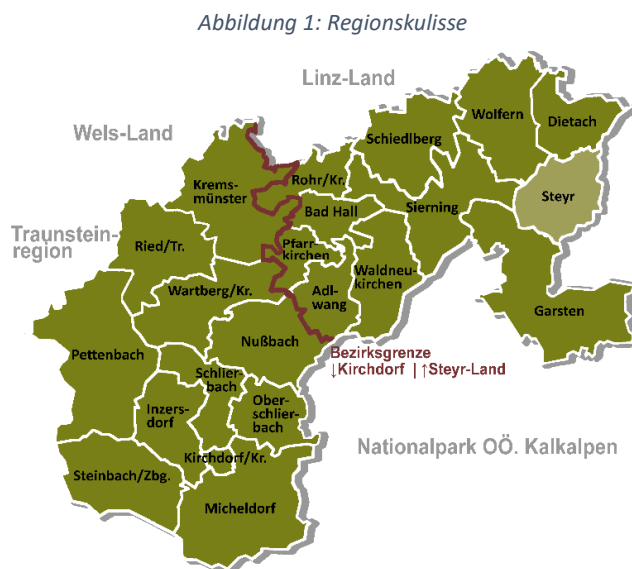 Abbildung 1: Regionskulisse
Linz-Land
Wels-Land
Traunstein-
region
Wolfern
Dietach
Schiedlberg
Steyr
Rohr/Kr.
Krems-
münster
Sierning
Bad Hall
Pfarr-
kirchen
Ried/Tr.
Waldneu-
kirchen
Adl-
wang
Wartberg/Kr.
Garsten
Nußbach
Pettenbach
Bezirksgrenze
↓Kirchdorf | ↑Steyr-Land
Schlier-
bach
Inzers-
dorf
Ober-
schlier-
bach
Nationalpark OÖ. Kalkalpen
Kirchdorf/Kr.
Steinbach/Zbg.
Micheldorf